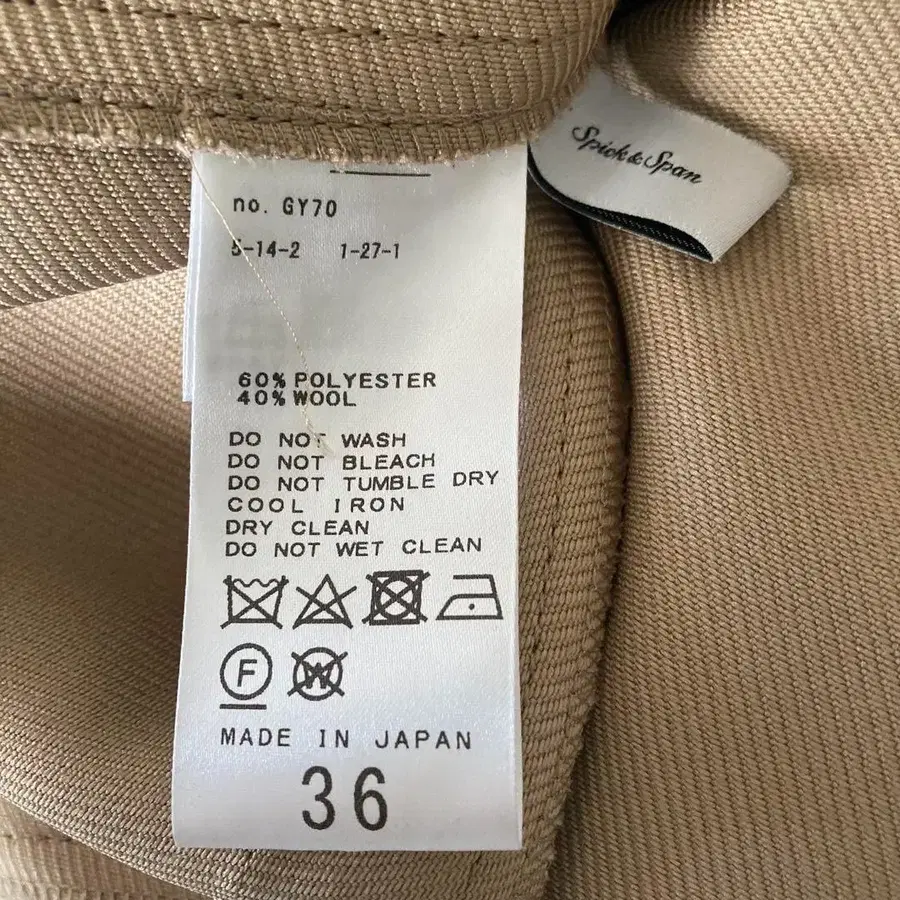 Spick & Span
no. GY70
5-14-2 1-27-1
60% POLYESTER
40% WOOL
DO NOT WASH
DO NOT BLEACH
DO NOT TUMBLE DRY
COOL IRON
DRY CLEAN
DO NOT WET CLEAN
F W
MADE IN JAPAN
36